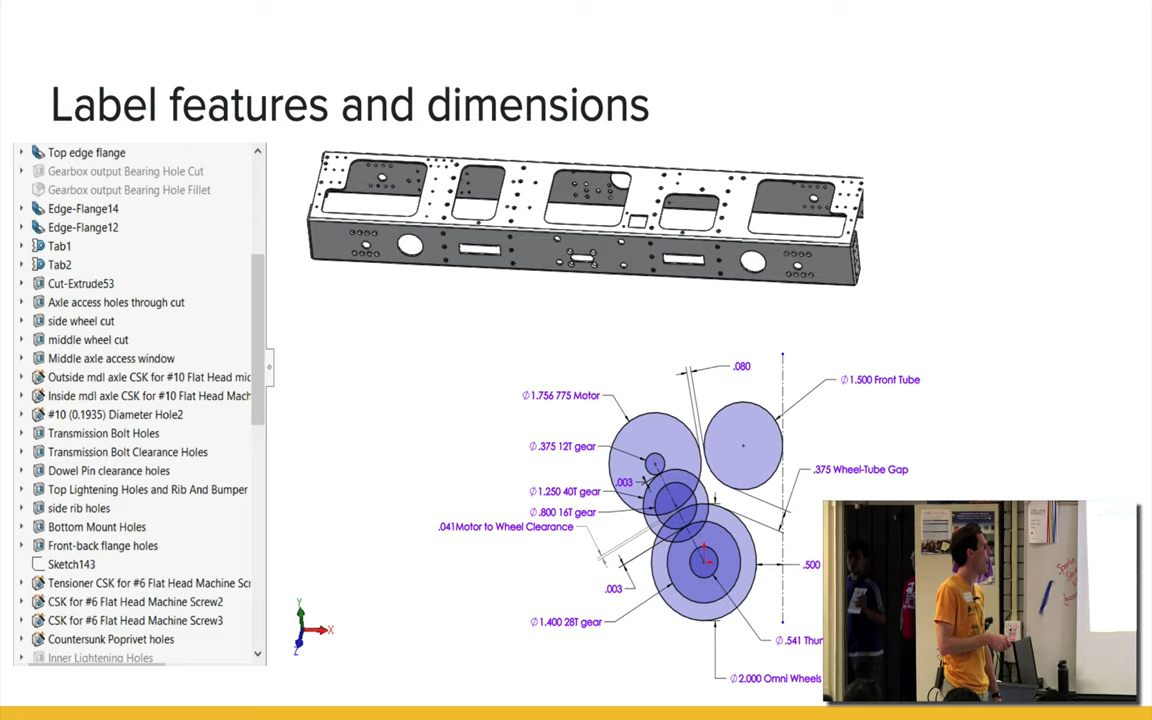 Label features and dimensions
Top edge flange
Gearbox output Bearing Hole Cut
Gearbox output Bearing Hole Fillet
Edge-Flange14
Edge-Flange12
Tab1
Tab2
Cut-Extrude53
Axle access holes through cut
side wheel cut
middle wheel cut
Middle axle access window
Outside mdl axle CSK for #10 Flat Head mic
Inside mdl axle CSK for #10 Flat Head Mach
#10 (0.1935) Diameter Hole2
Transmission Bolt Holes
Transmission Bolt Clearance Holes
Dowel Pin clearance holes
Top Lightening Holes and Rib And Bumper
side rib holes
Bottom Mount Holes
Front-back flange holes
Sketch143
Tensioner CSK for #6 Flat Head Machine Scr
CSK for #6 Flat Head Machine Screw2
CSK for #6 Flat Head Machine Screw3
Countersunk Poprivet holes
Inner Lightening Holes
Y
X
Z
.080
Ø1.500 Front Tube
Ø1.756 775 Motor
Ø.375 12T gear
.375 Wheel-Tube Gap
.003
Ø1.250 40T gear
Ø.800 16T gear
.041Motor to Wheel Clearance
.500
.003
Ø1.400 28T gear
Ø.541 Thun
Ø2.000 Omni Wheels